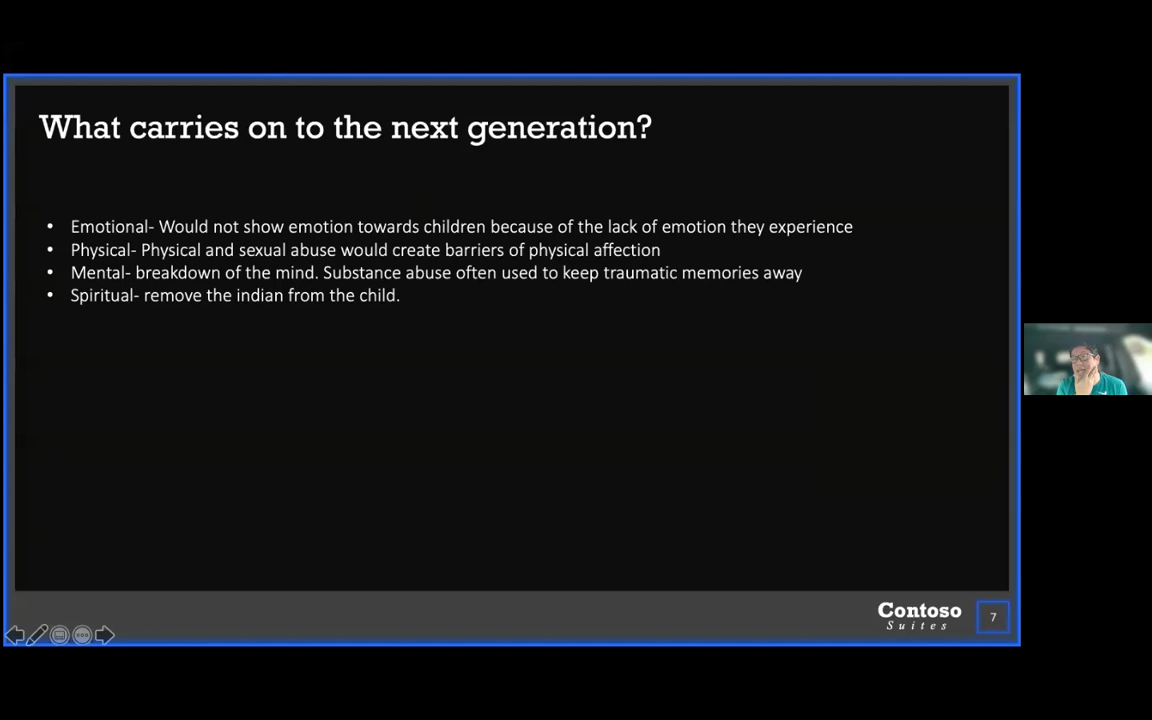 What carries on to the next generation?
• Emotional- Would not show emotion towards children because of the lack of emotion they experience
• Physical- Physical and sexual abuse would create barriers of physical affection
• Mental- breakdown of the mind. Substance abuse often used to keep traumatic memories away
• Spiritual- remove the indian from the child.
Contoso
Suites
7